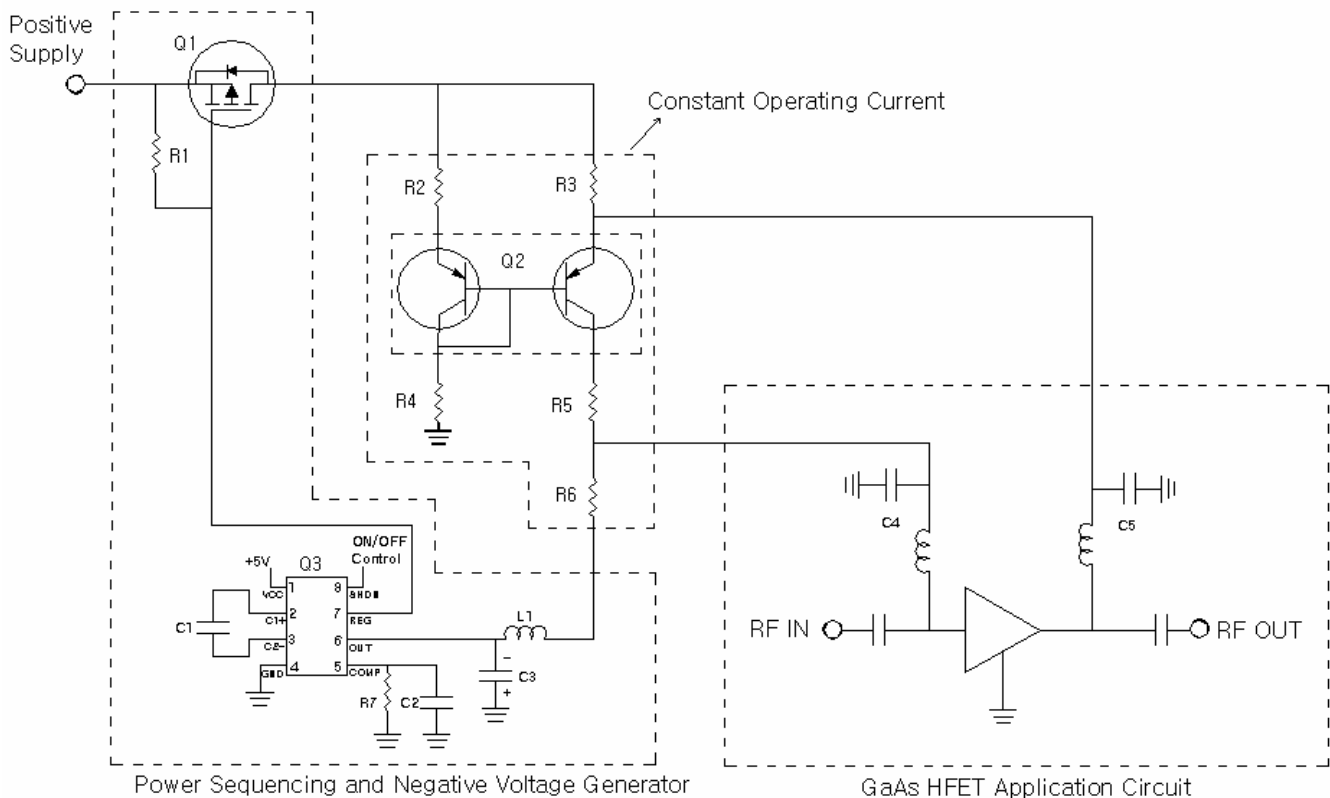 Positive
Supply
Q1
Constant Operating Current
R1
R2
R3
Q2
R4
R5
R6
C4
C5
ON/OFF
Control
+5V
Q3
1
8
VCC
SHDN
2
7
C1
C1+
REG
3
6
C2-
OUT
4
5
GND
COMP
L1
-
C3
+
R7
C2
RF IN
RF OUT
Power Sequencing and Negative Voltage Generator
GaAs HFET Application Circuit